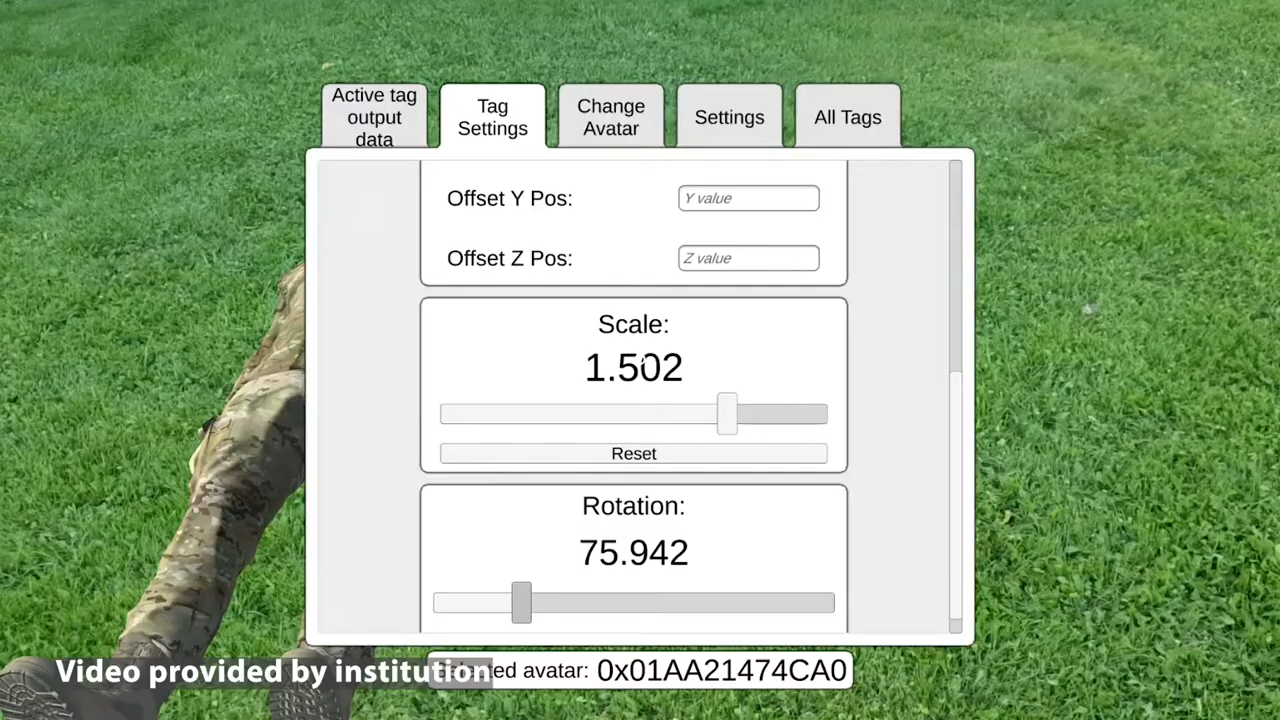 Active tag
output
data
Tag
Settings
Change
Avatar
Settings
All Tags
Offset Y Pos:
Y value
Offset Z Pos:
Z value
Scale:
1.502
Reset
Rotation:
75.942
Video provided by institution
avatar: 0x01AA21474CA0